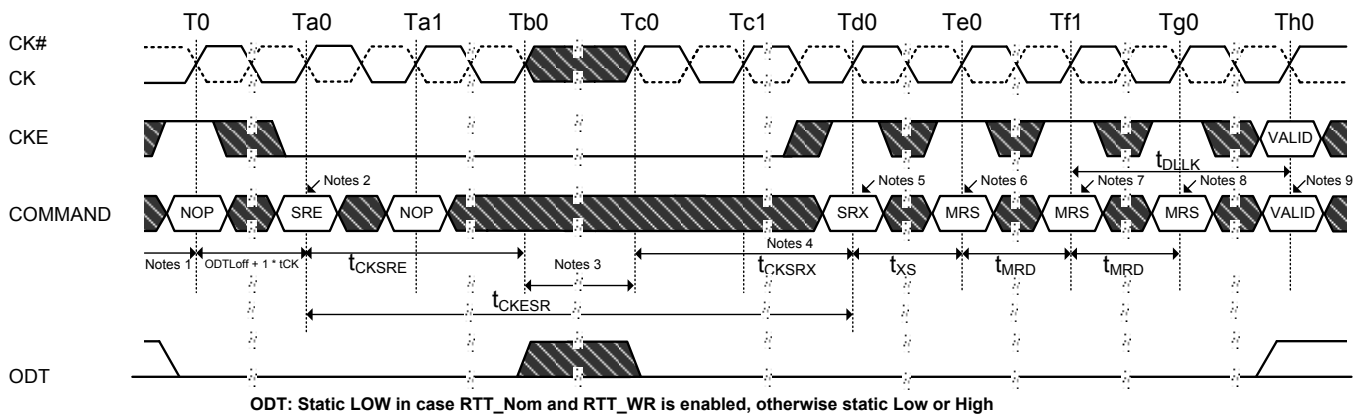 T0 Ta0 Ta1 Tb0 Tc0 Tc1 Td0 Te0 Tf1 Tg0 Th0
CK#
CK
CKE
VALID
tDLLK
Notes 2 Notes 5 Notes 6 Notes 7 Notes 8 Notes 9
COMMAND
NOP SRE NOP SRX MRS MRS MRS VALID
Notes 4
Notes 1 ODTLoff + 1 * tCK tCKSRE Notes 3 tCKSRX tXS tMRD tMRD
tCKESR
ODT
ODT: Static LOW in case RTT_Nom and RTT_WR is enabled, otherwise static Low or High